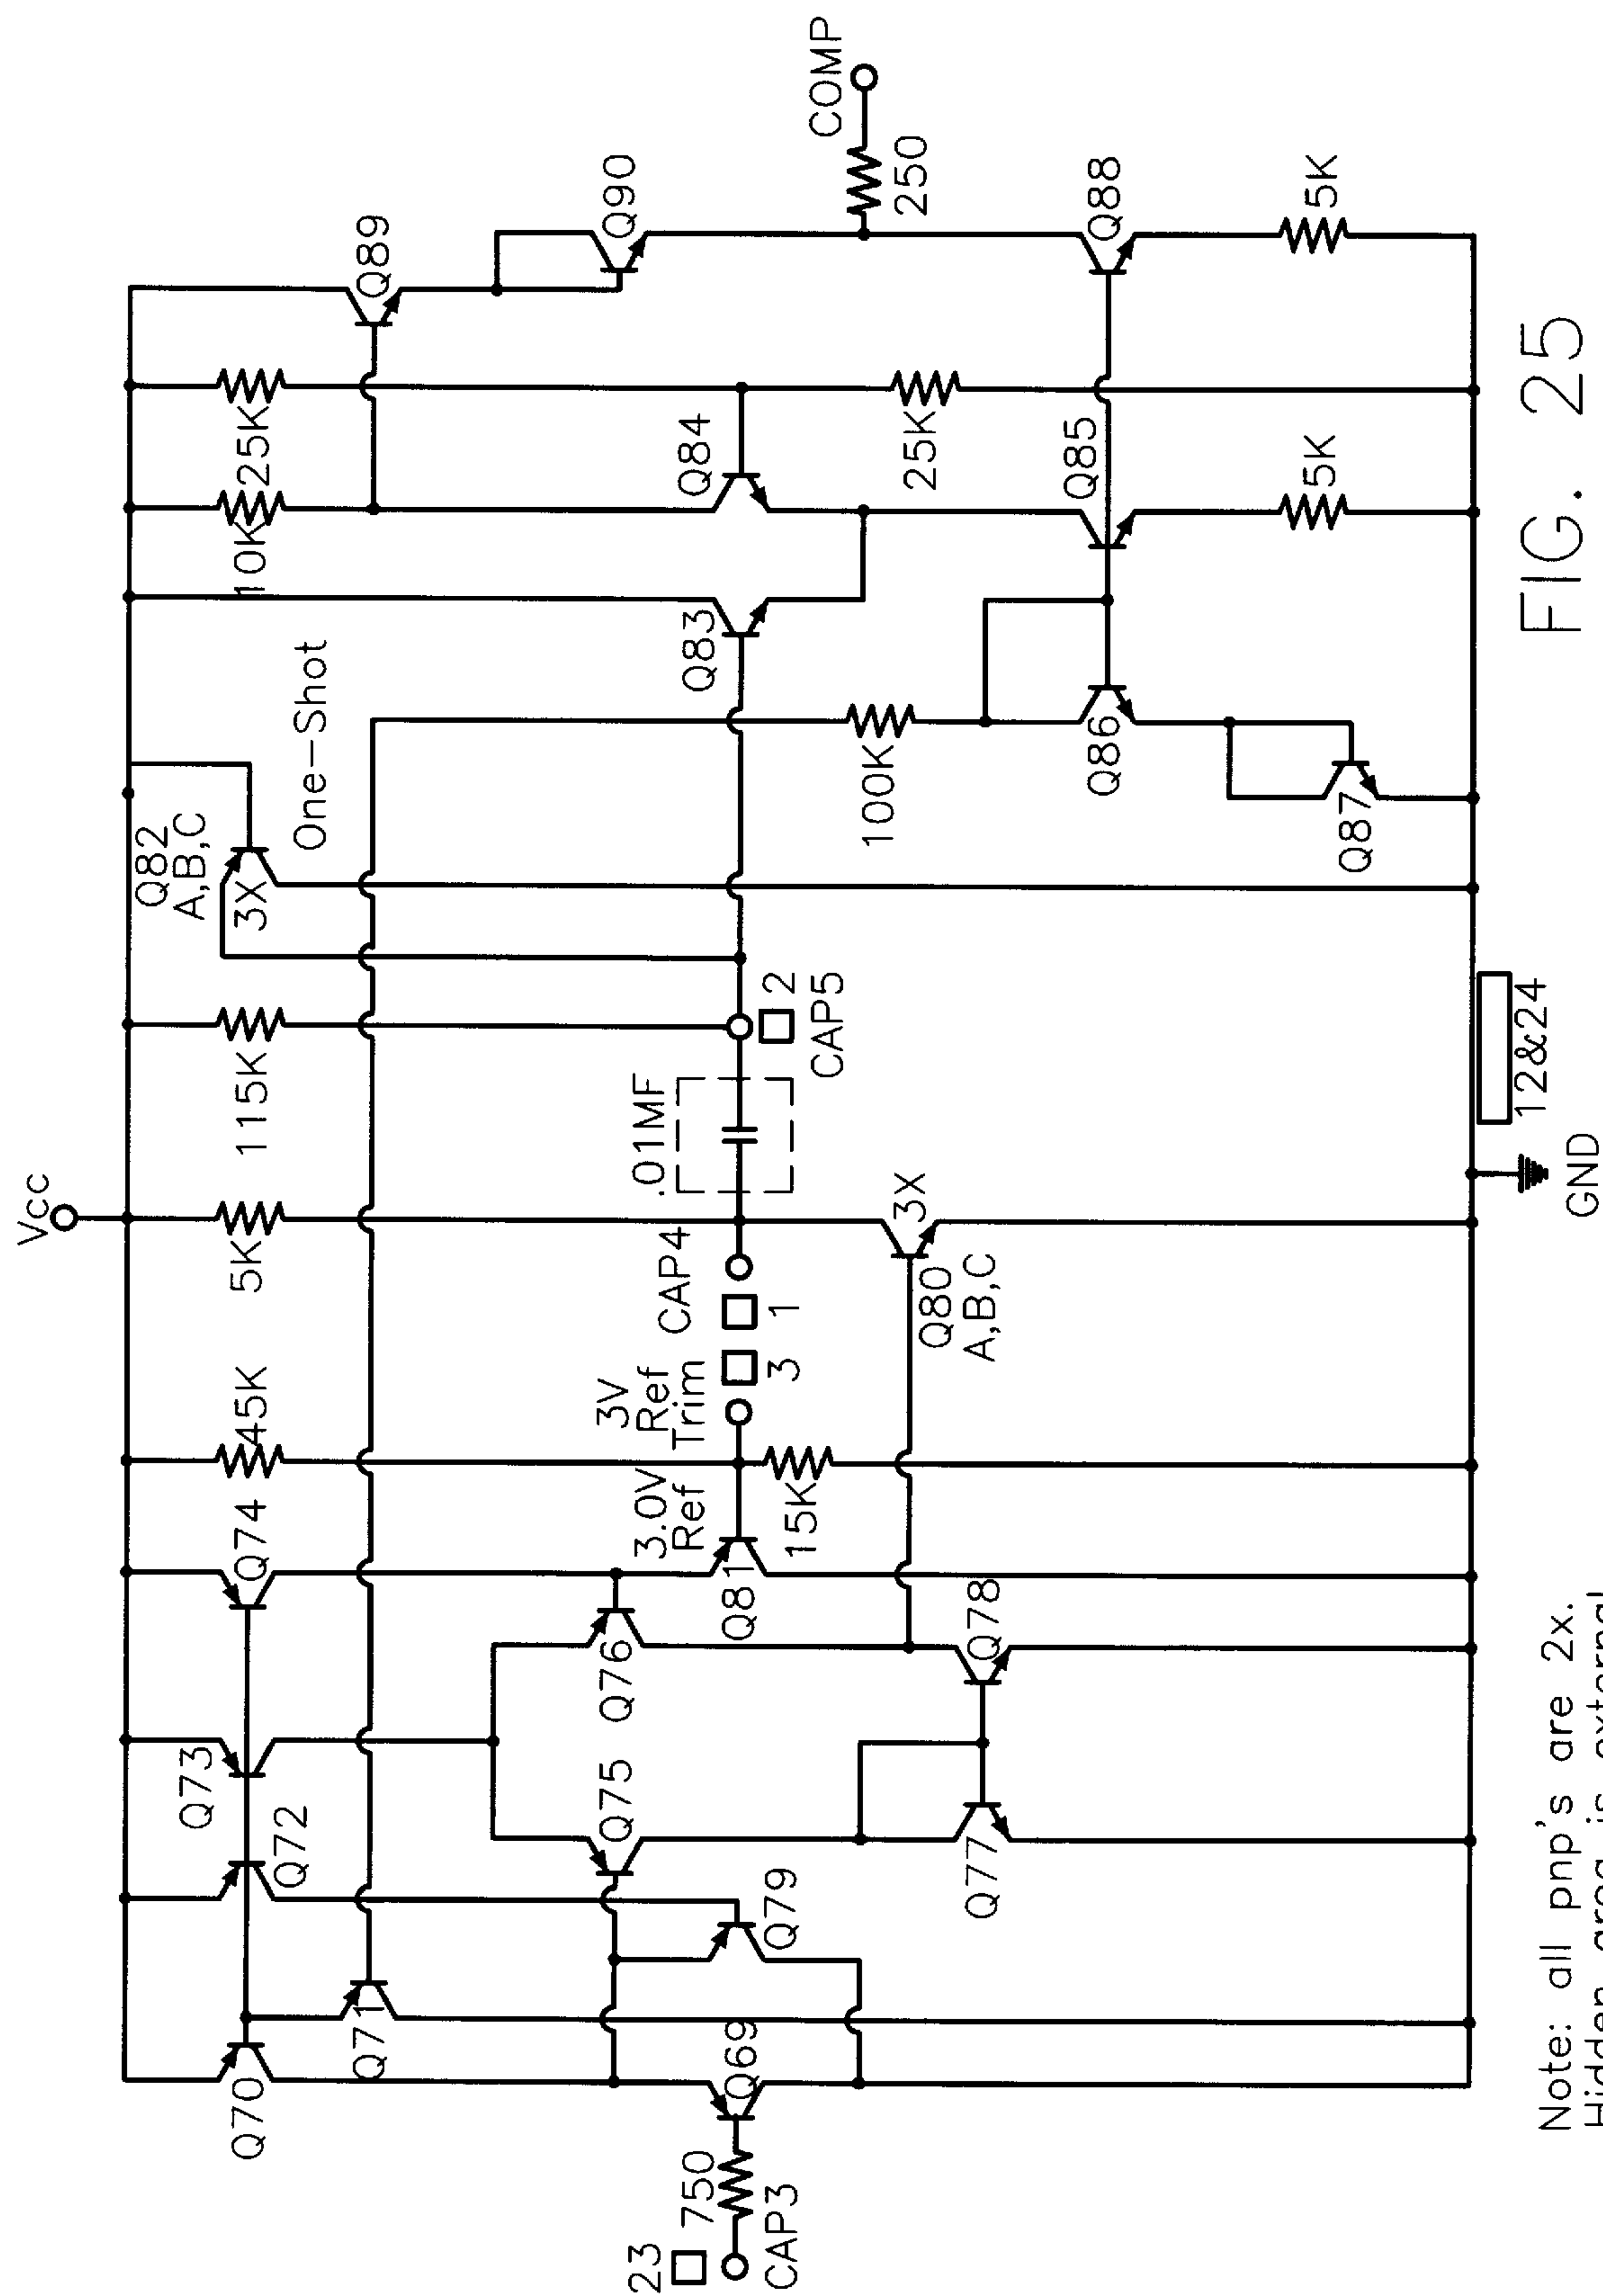 Vcc
Q70
Q71
Q72
Q73
Q74
45K
5K
115K
Q82
A,B,C
3X
One-Shot
10K
25K
Q89
Q90
Q75
Q76
23
750
CAP3
Q69
Q79
3.0V
Ref
Q81
3V
Ref
Trim
3
1
CAP4
.01MF
2
CAP5
Q83
Q84
COMP
250
15K
Q80
A,B,C
3X
100K
25K
Q77
Q78
Q86
Q85
Q88
Q87
5K
5K
GND
12&24
Note: all pnp's are 2x.
FIG. 25